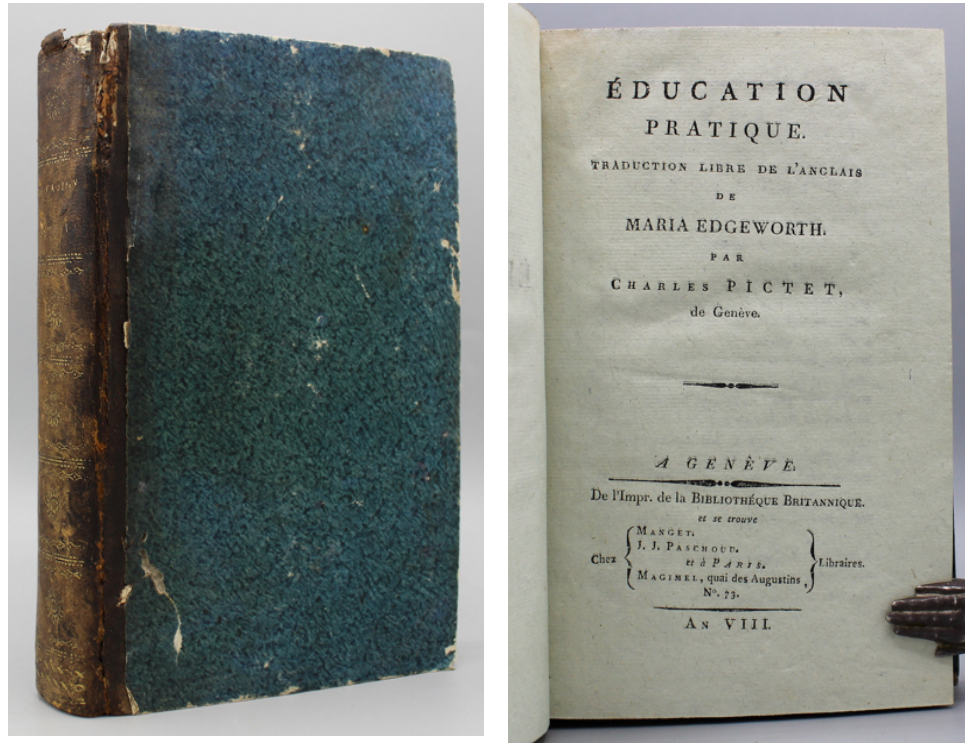 ÉDUCATION
PRATIQUE.
TRADUCTION LIBRE DE L'ANGLAIS
DE
MARIA EDGEWORTH.
PAR
CHARLES PICTET,
de Genève.
A GENÈVE.
De l'Impr. de la BIBLIOTHÉQUE BRITANNIQUE.
et se trouve
Chez
MANGET.
J. J. PASCHOUD.
et à PARIS.
MAGIMEL, quai des Augustins,
N°. 73.
Libraires.
AN VIII.